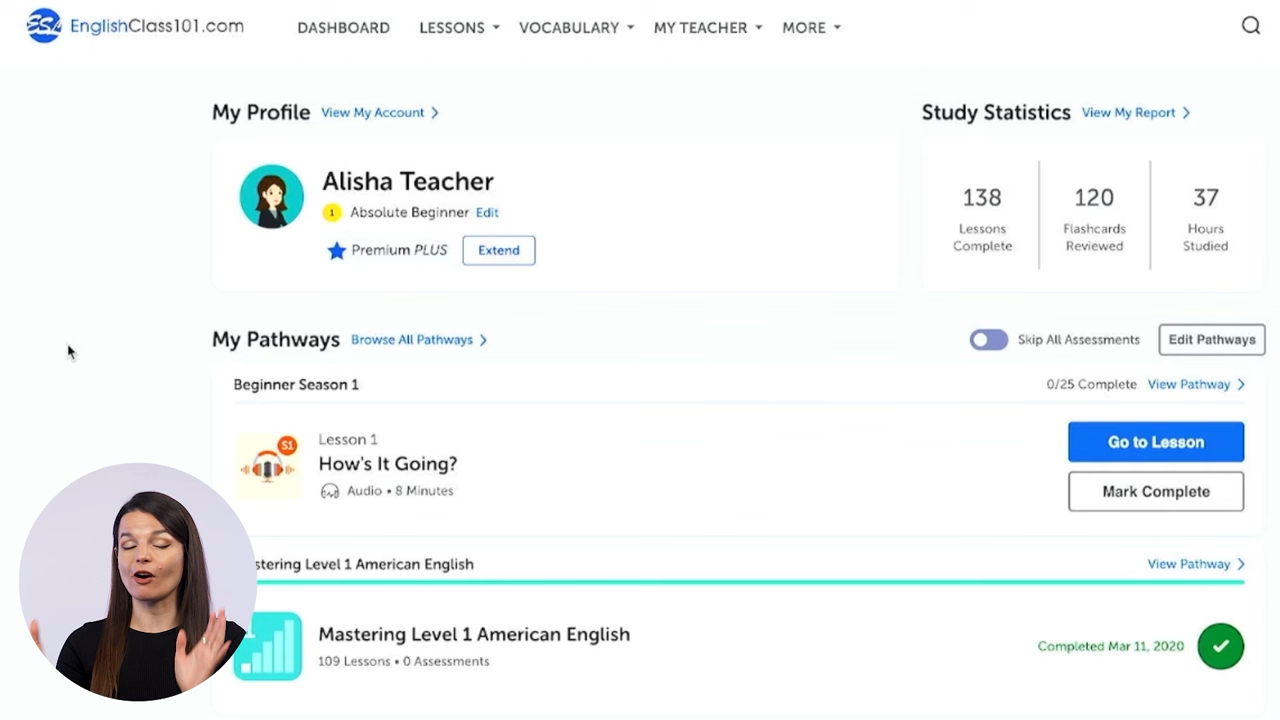 ESL EnglishClass101.com DASHBOARD LESSONS VOCABULARY MY TEACHER MORE
My Profile View My Account
Alisha Teacher
1 Absolute Beginner Edit
Premium PLUS Extend
Study Statistics View My Report
138 120 37
Lessons Flashcards Hours
Complete Reviewed Studied
My Pathways Browse All Pathways Skip All Assessments Edit Pathways
Beginner Season 1 0/25 Complete View Pathway
S1
Lesson 1
How's It Going?
Audio • 8 Minutes
Go to Lesson
Mark Complete
stering Level 1 American English View Pathway
Mastering Level 1 American English
109 Lessons • 0 Assessments
Completed Mar 11, 2020